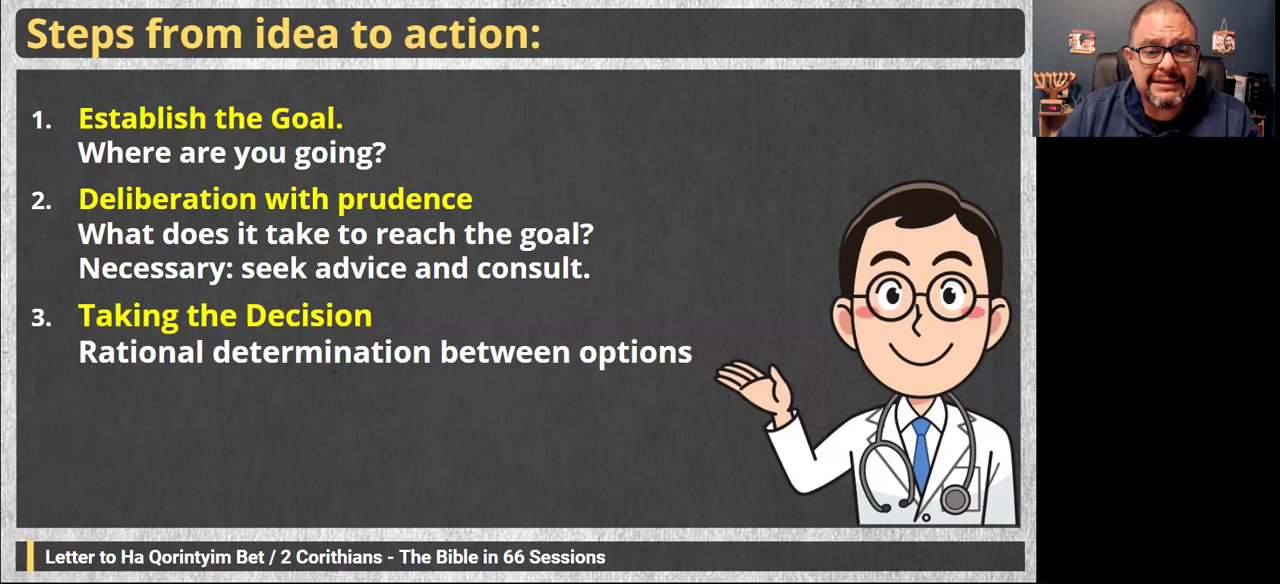 Steps from idea to action:
1. Establish the Goal.
Where are you going?
2. Deliberation with prudence
What does it take to reach the goal?
Necessary: seek advice and consult.
3. Taking the Decision
Rational determination between options
Letter to Ha Qorintyim Bet / 2 Corithians - The Bible in 66 Sessions